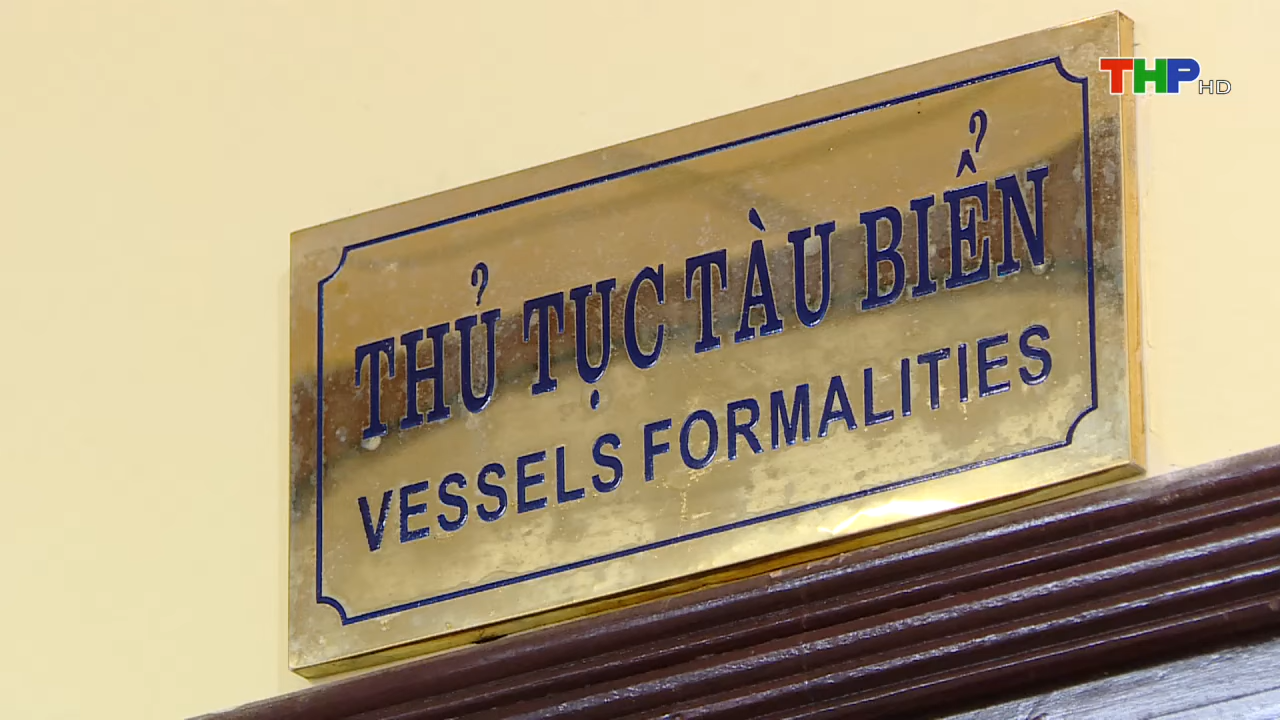 THP HD
THỦ TỤC TÀU BIỂN
VESSELS FORMALITIES